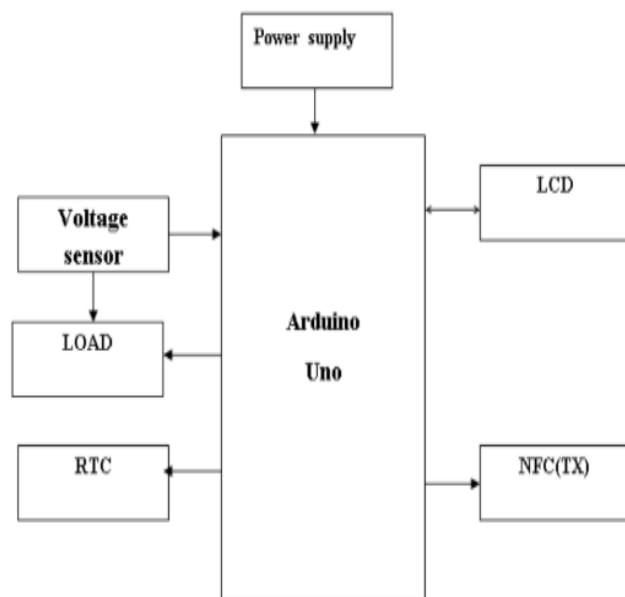 Power supply
LCD
Voltage
sensor
Arduino
Uno
LOAD
RTC
NFC(TX)